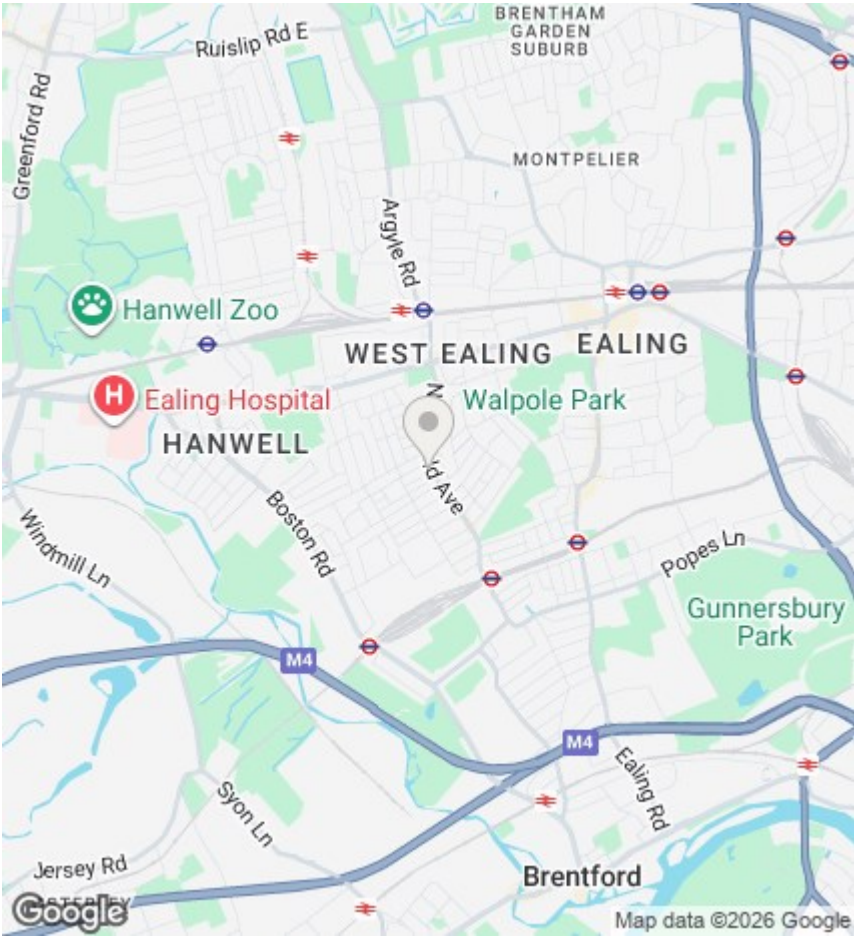 BRENTHAM
GARDEN
SUBURB
Ruislip Rd E
Greenford Rd
MONTPELIER
Argyle Rd
Hanwell Zoo
WEST EALING
EALING
H
Ealing Hospital
N
Walpole Park
HANWELL
ld Ave
Boston Rd
Windmill Ln
Popes Ln
Gunnersbury
Park
M4
M4
Ealing Rd
Syon Ln
Jersey Rd
Brentford
Google
Map data ©2026 Google